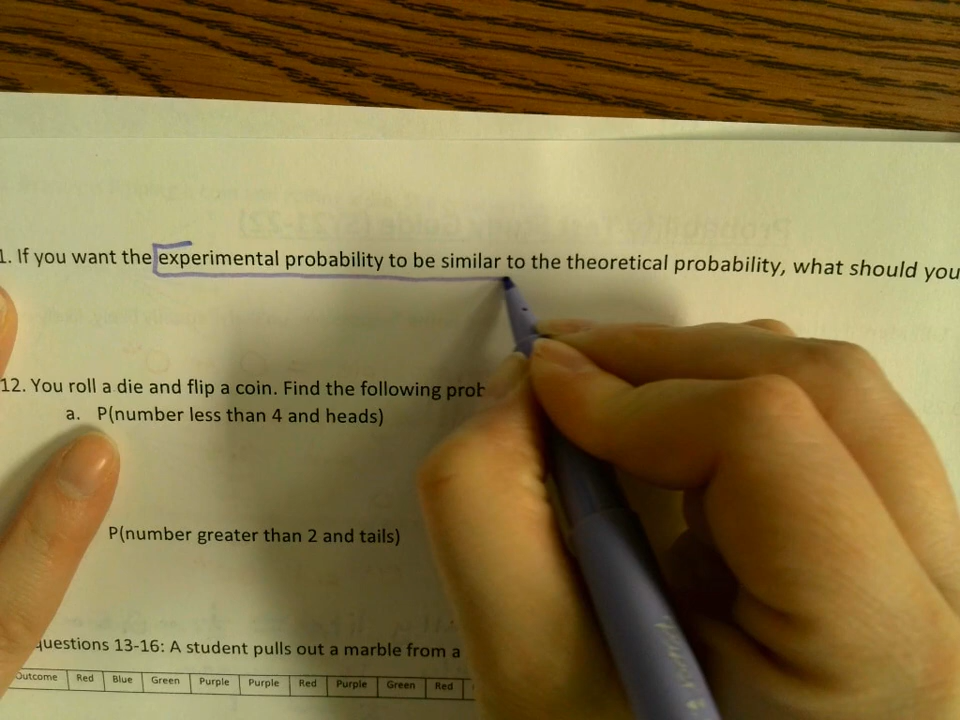 1. If you want the experimental probability to be similar to the theoretical probability, what should you
12. You roll a die and flip a coin. Find the following prob
a. P(number less than 4 and heads)
P(number greater than 2 and tails)
questions 13-16: A student pulls out a marble from a
Outcome Red Blue Green Purple Purple Red Purple Green Red